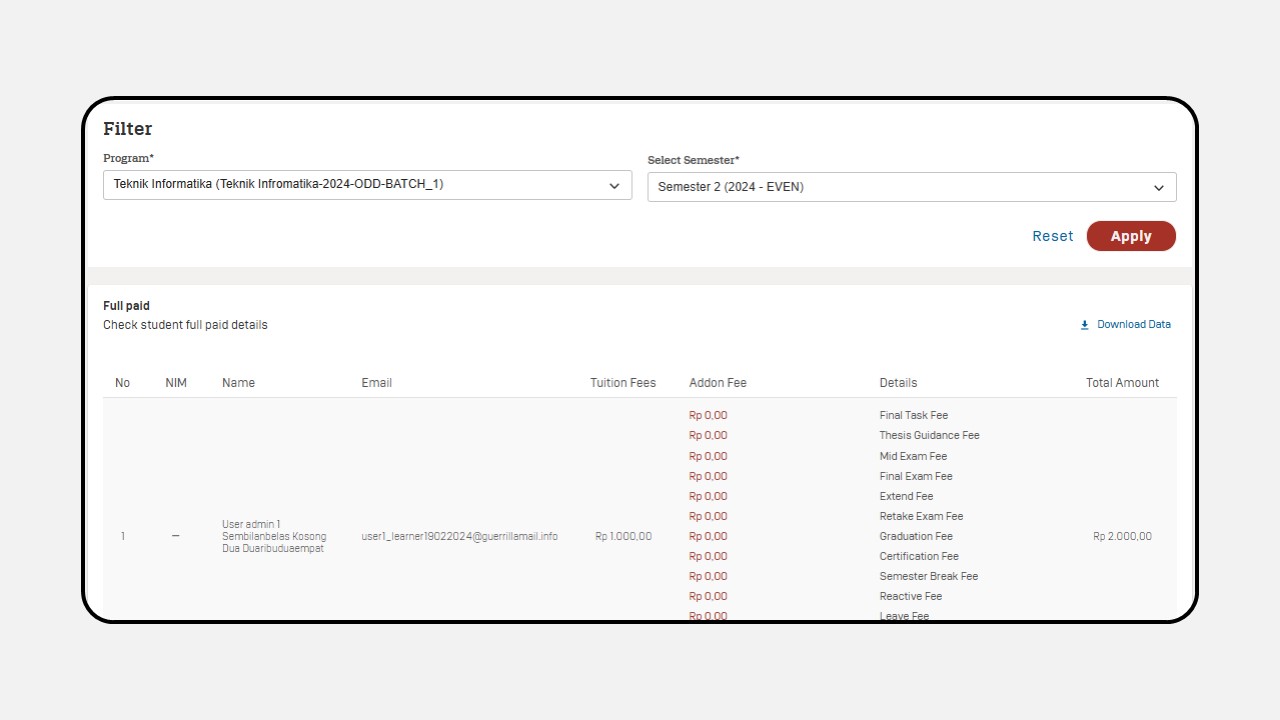 Filter
Program*
Select Semester*
Teknik Informatika (Teknik Infromatika-2024-ODD-BATCH_1)
Semester 2 (2024 - EVEN)
Reset
Apply
Full paid
Check student full paid details
Download Data
No NIM Name Email Tuition Fees Addon Fee Details Total Amount
Rp 0,00 Final Task Fee
Rp 0,00 Thesis Guidance Fee
Rp 0,00 Mid Exam Fee
Rp 0,00 Final Exam Fee
Rp 0,00 Extend Fee
Rp 0,00 Retake Exam Fee
User admin 1
1 — Sembilanbelas Kosong user1_learner19022024@guerrillamail.info Rp 1.000,00 Rp 0,00 Graduation Fee Rp 2.000,00
Dua Duaribuduaempat
Rp 0,00 Certification Fee
Rp 0,00 Semester Break Fee
Rp 0,00 Reactive Fee
Rp 0,00 Leave Fee